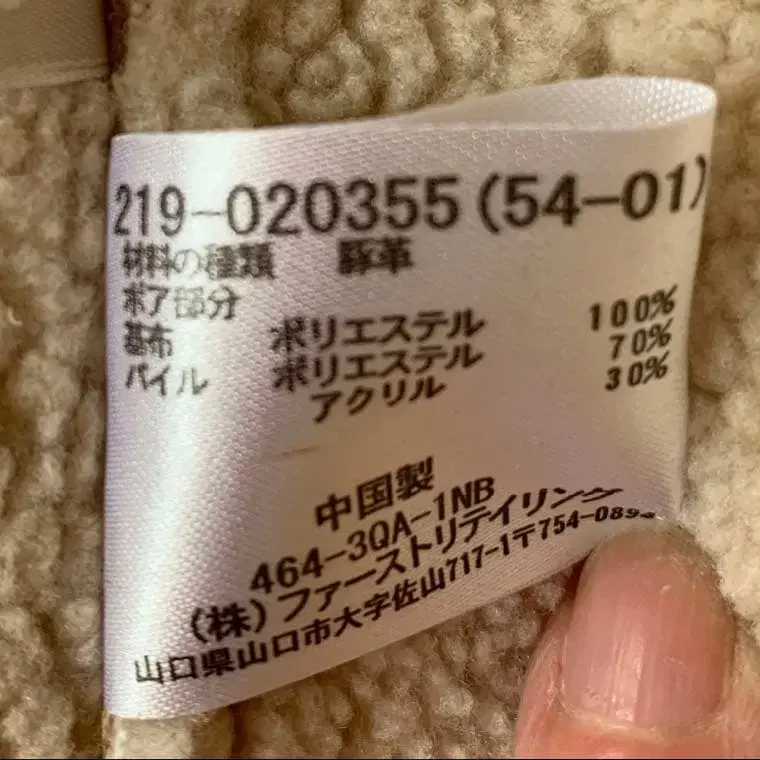 219-020355(54-01)
材料の種類 豚革
ボア部分
基布 ポリエステル 100%
パイル ポリエステル 70%
アクリル 30%
中国製
464-3QA-1NB
(株)ファーストリテイリング
山口県山口市大字佐山717-1〒754-0894